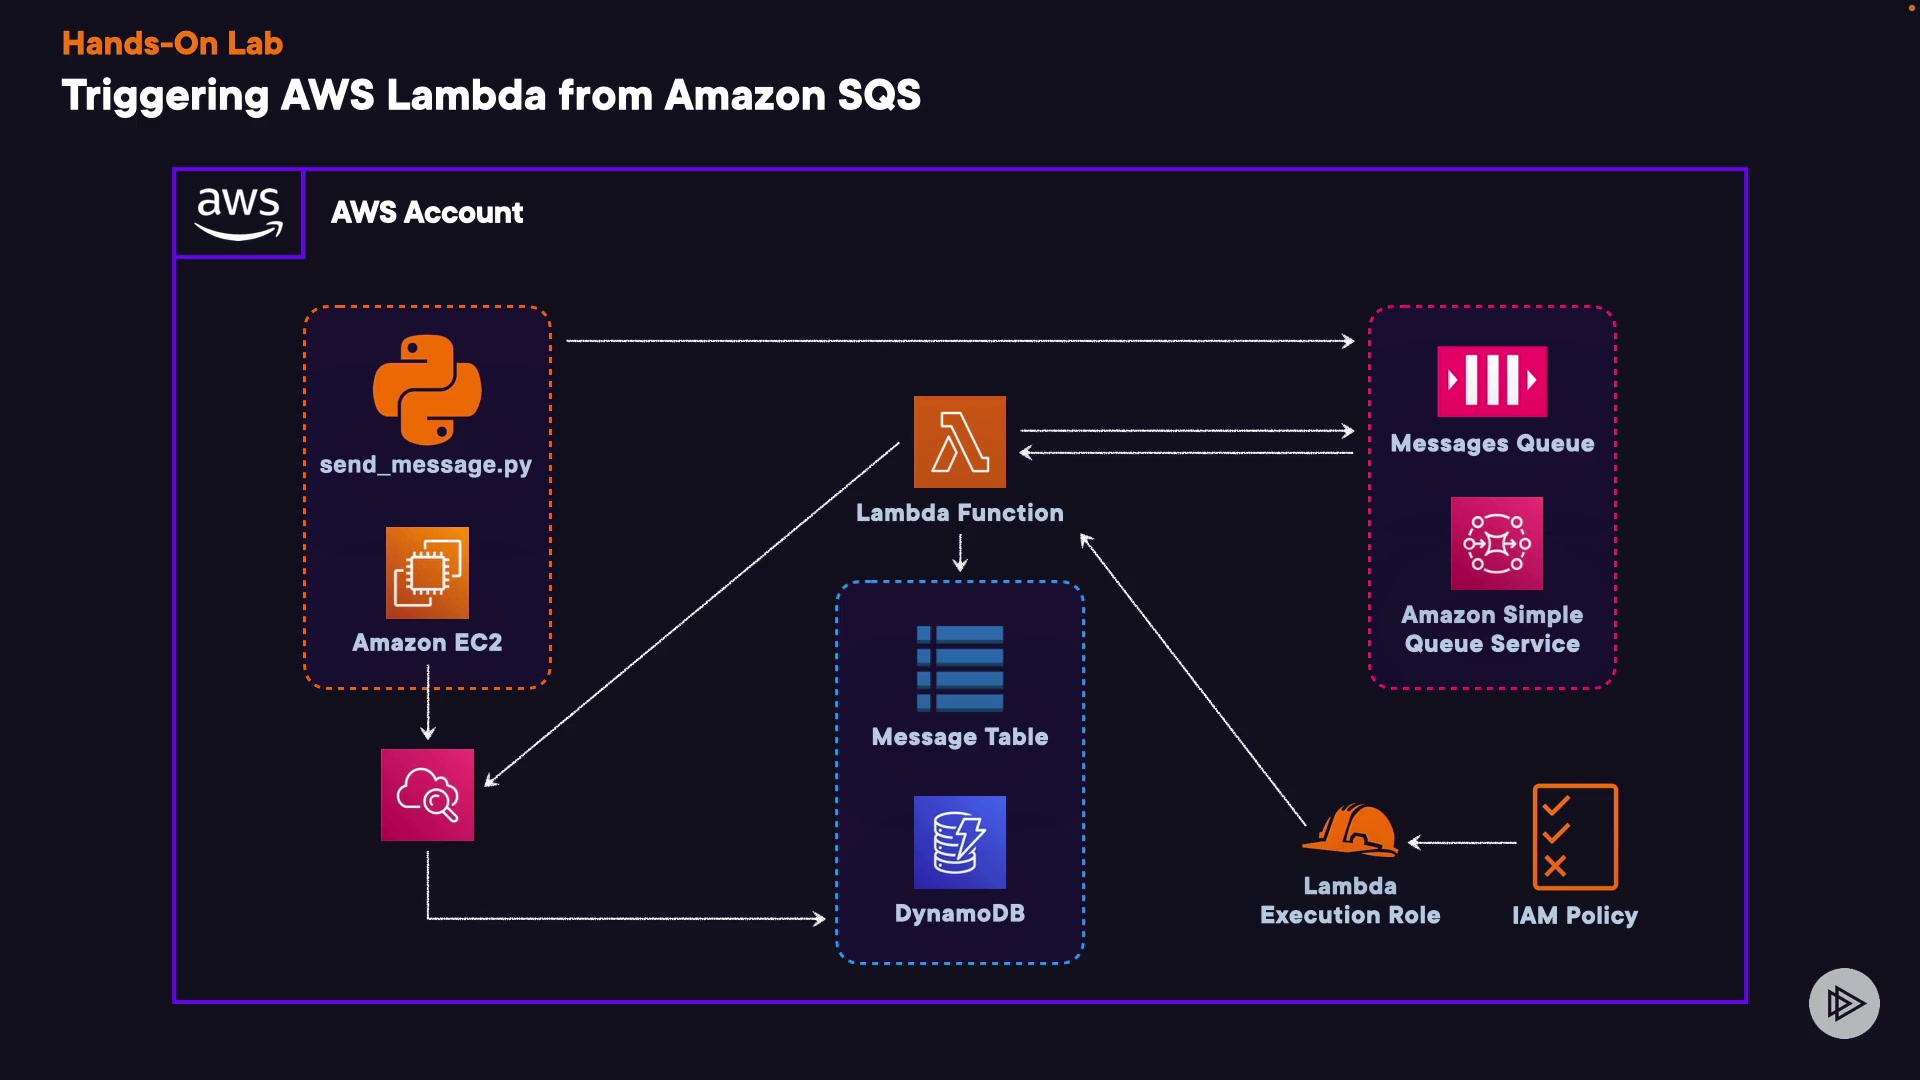 Hands-On Lab
Triggering AWS Lambda from Amazon SQS
aws
AWS Account
send_message.py
Amazon EC2
Lambda Function
Messages Queue
Amazon Simple
Queue Service
Message Table
DynamoDB
Lambda
Execution Role
IAM Policy